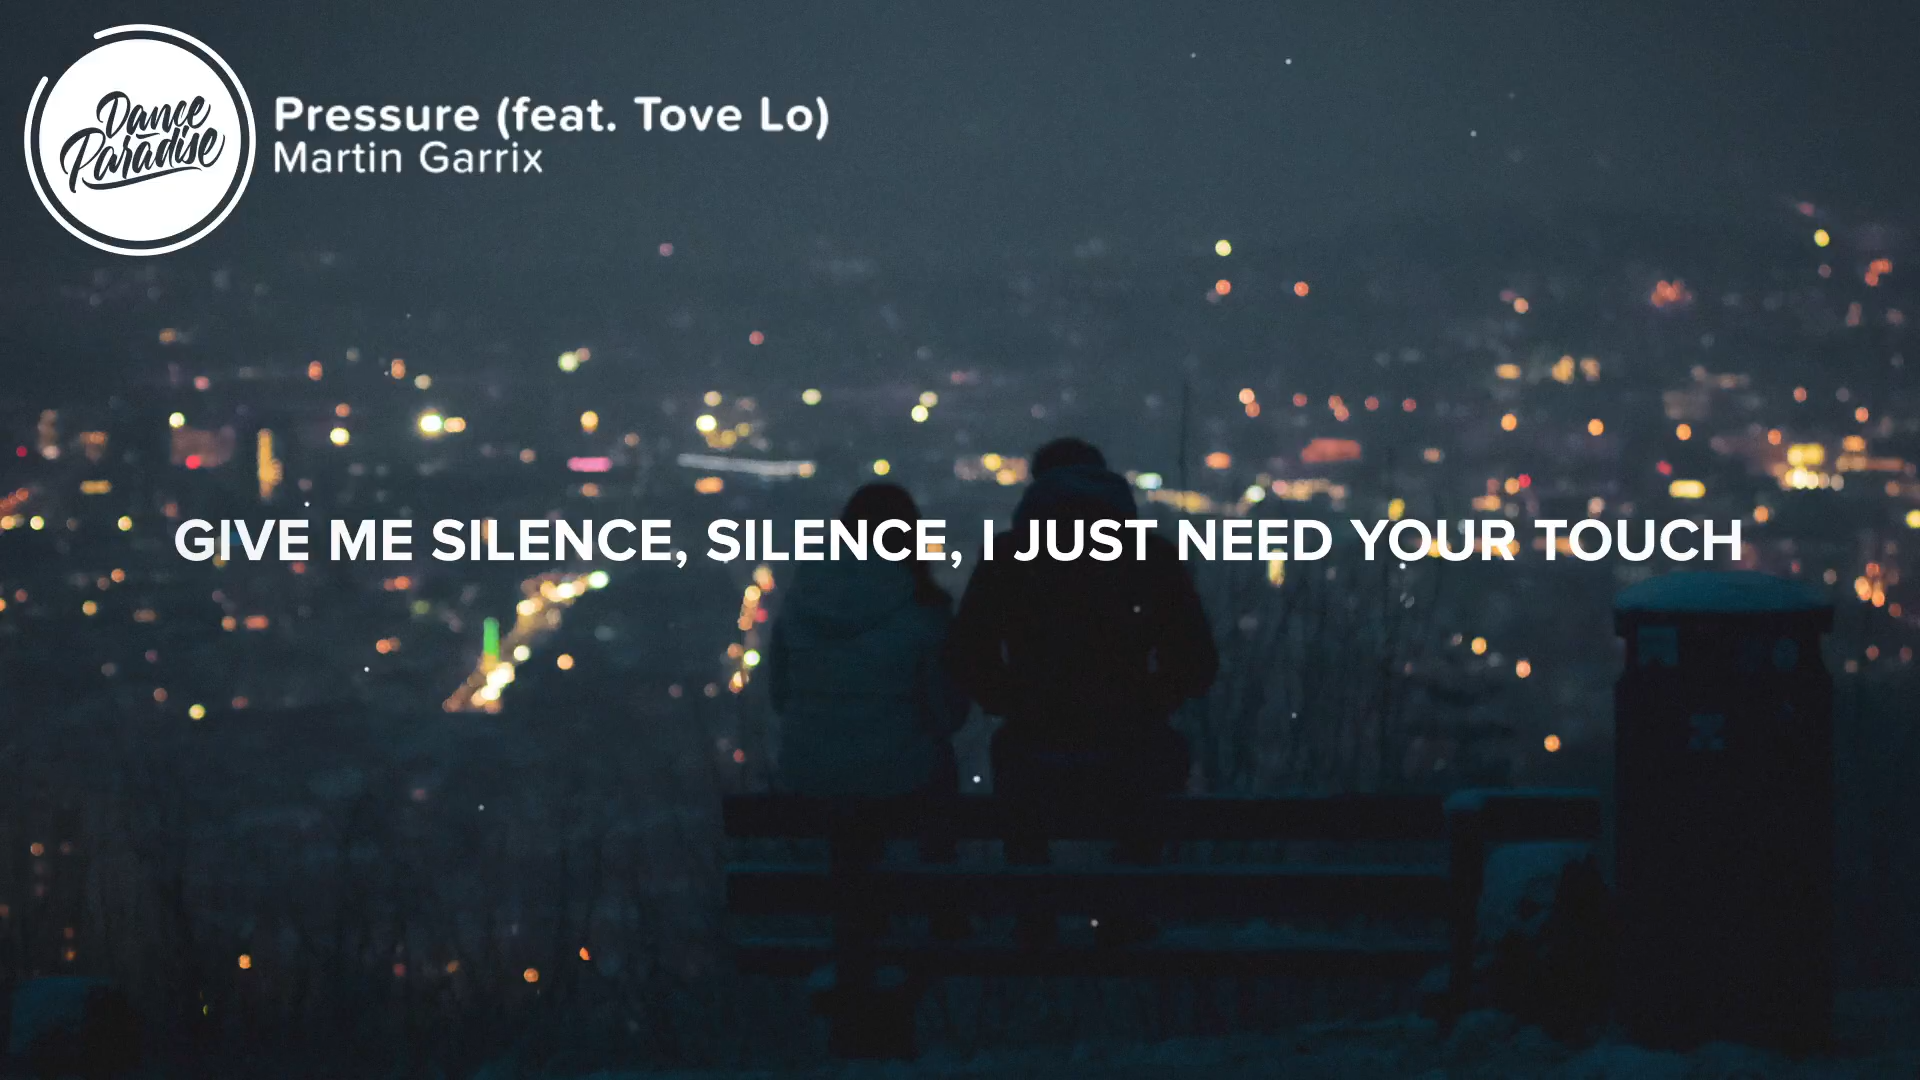 Dance
Paradise
Pressure (feat. Tove Lo)
Martin Garrix
GIVE ME SILENCE, SILENCE, I JUST NEED YOUR TOUCH